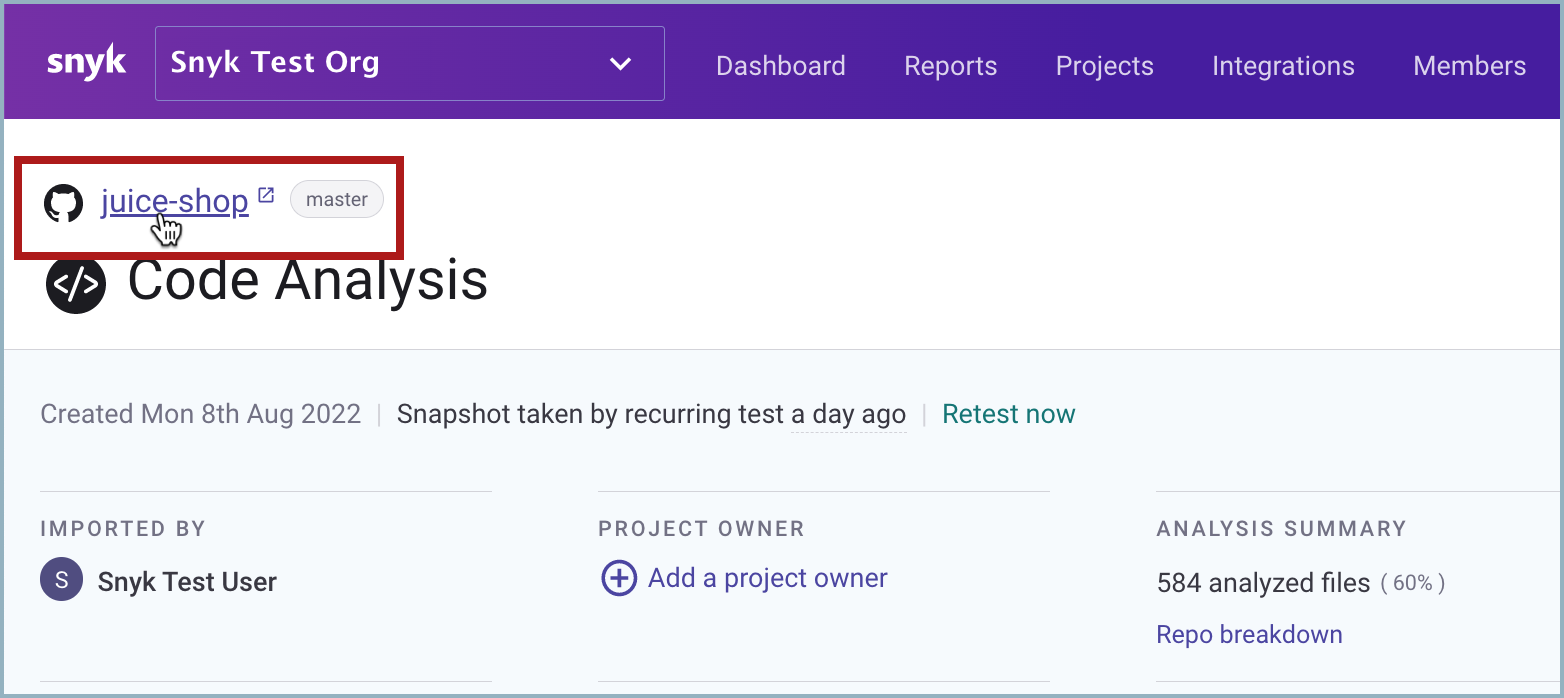 snyk Snyk Test Org Dashboard Reports Projects Integrations Members
juice-shop master
</> Code Analysis
Created Mon 8th Aug 2022 | Snapshot taken by recurring test a day ago | Retest now
IMPORTED BY
S Snyk Test User
PROJECT OWNER
Add a project owner
ANALYSIS SUMMARY
584 analyzed files ( 60% )
Repo breakdown